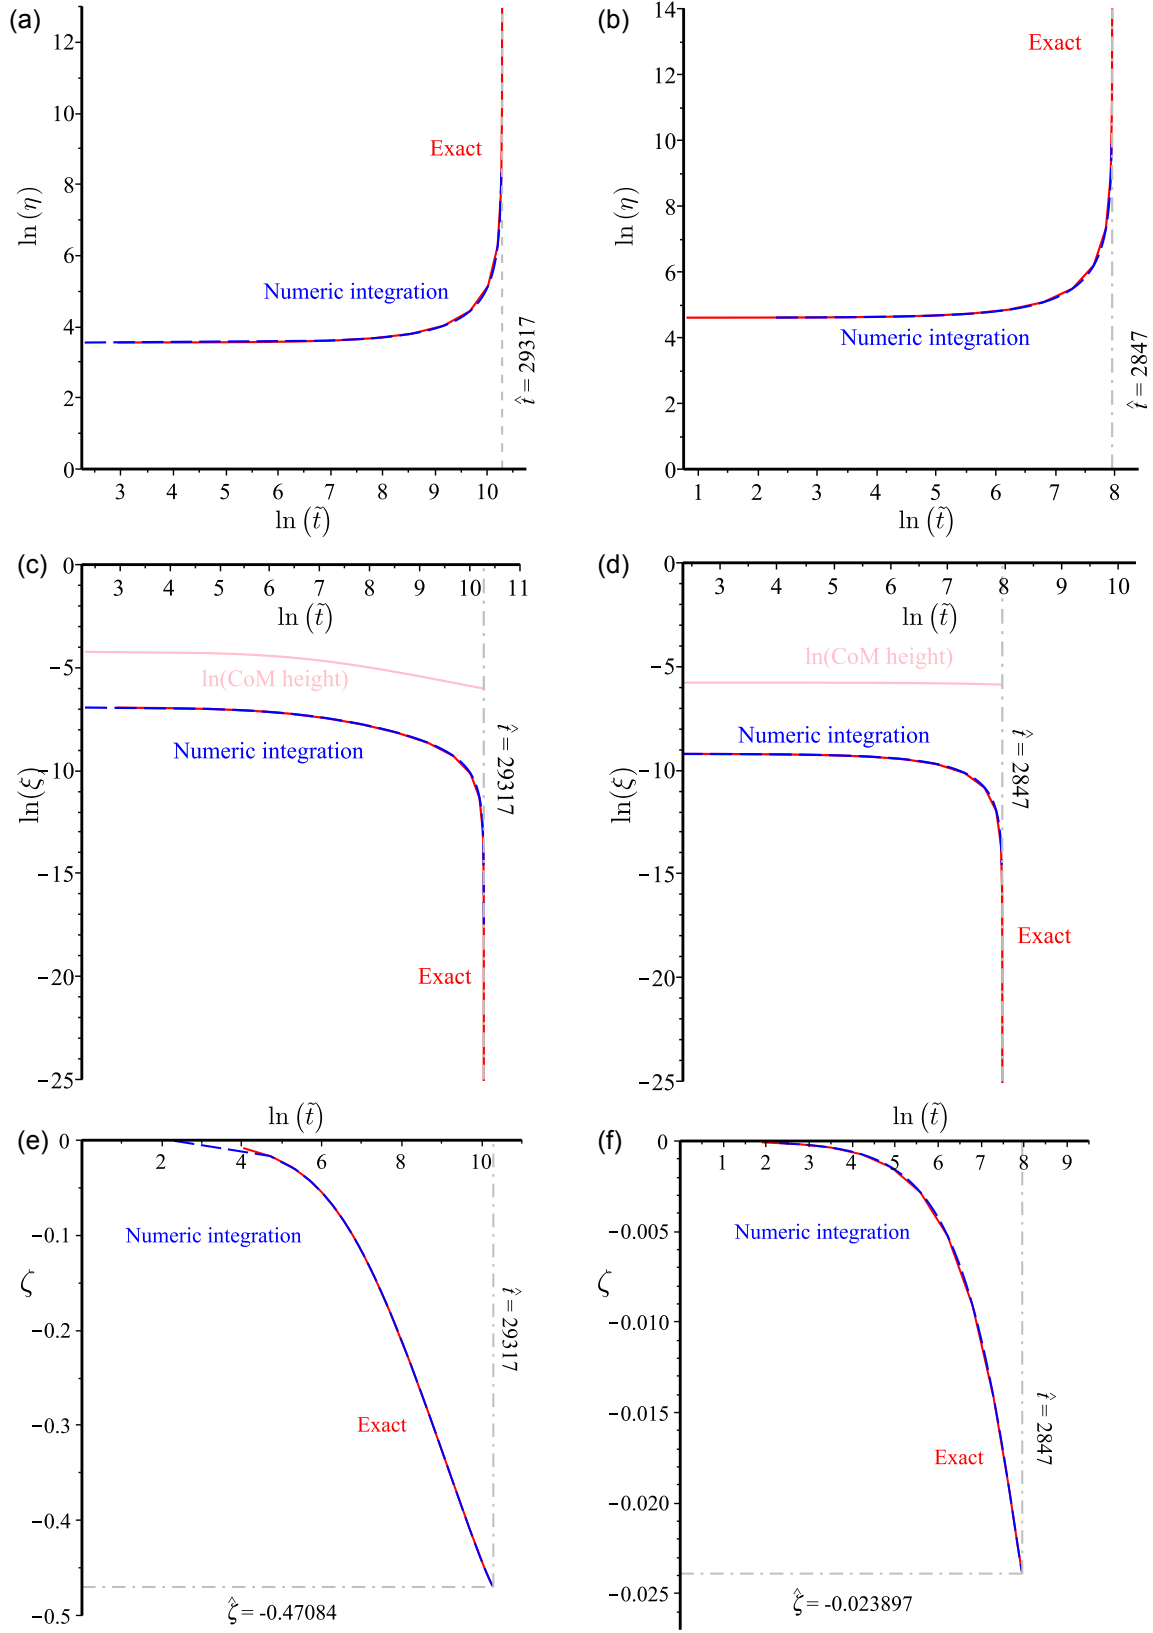 (a)
12
10
8
6
4
2
0
ln (η)
Exact
Numeric integration
t̂ = 29317
3 4 5 6 7 8 9 10
ln (t̃)
(b)
14
12
10
8
6
4
2
0
ln (η)
Exact
Numeric integration
t̂ = 2847
1 2 3 4 5 6 7 8
ln (t̃)
(c)
0
−5
−10
−15
−20
−25
3 4 5 6 7 8 9 10 11
ln (t̃)
ln(ξ)
ln(CoM height)
Numeric integration
t̂ = 29317
Exact
(d)
0
−5
−10
−15
−20
−25
3 4 5 6 7 8 9 10
ln (t̃)
ln(ξ)
ln(CoM height)
Numeric integration
t̂ = 2847
Exact
ln (t̃)
(e)
0
−0.1
−0.2
−0.3
−0.4
−0.5
2 4 6 8 10
ζ
Numeric integration
t̂ = 29317
Exact
ζ̂ = -0.47084
ln (t̃)
(f)
0
−0.005
−0.010
−0.015
−0.020
−0.025
1 2 3 4 5 6 7 8 9
ζ
Numeric integration
t̂ = 2847
Exact
ζ̂ = -0.023897